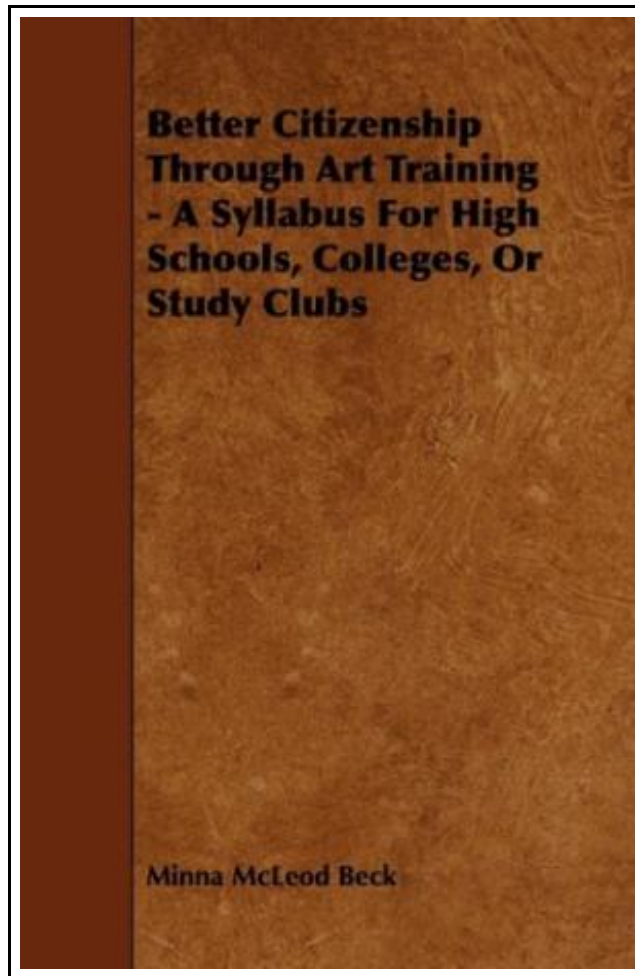 Better Citizenship
Through Art Training
- A Syllabus For High
Schools, Colleges, Or
Study Clubs
Minna McLeod Beck